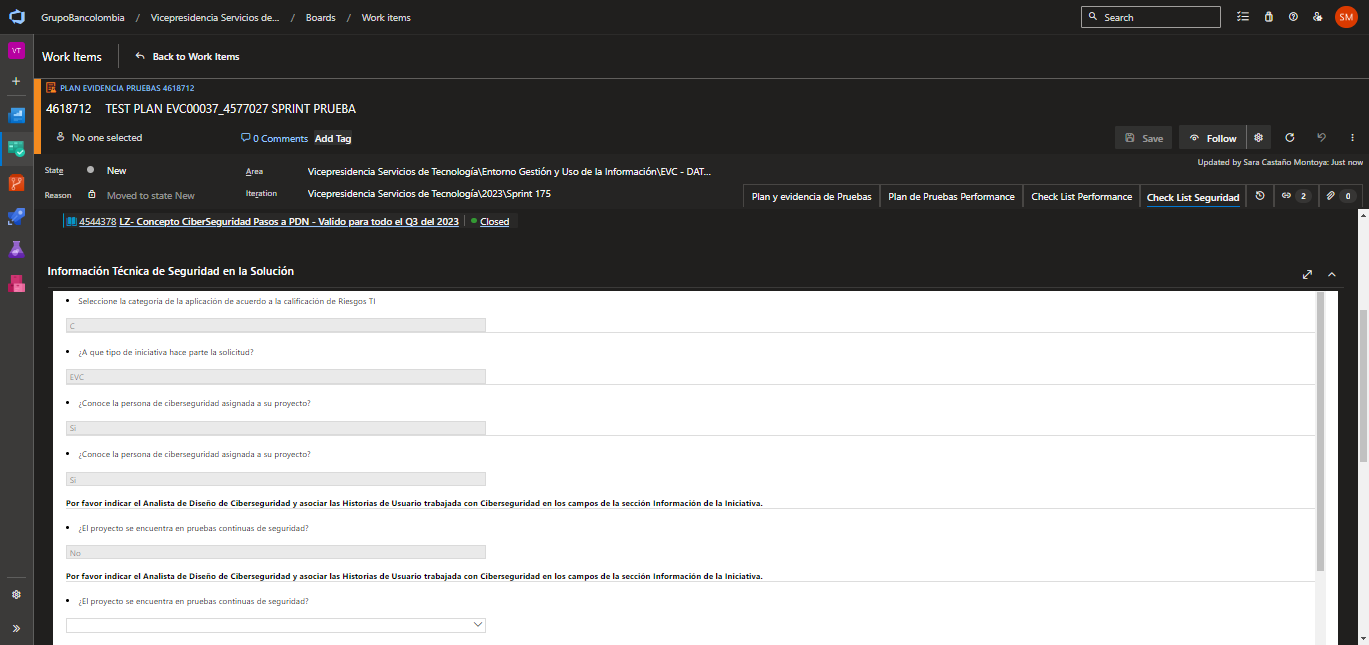 GrupoBancolombia / Vicepresidencia Servicios de... / Boards / Work items
Search
SM
VT
Work Items
Back to Work Items
PLAN EVIDENCIA PRUEBAS 4618712
4618712 TEST PLAN EVC00037_4577027 SPRINT PRUEBA
No one selected
0 Comments
Add Tag
Save
Follow
Updated by Sara Castaño Montoya: Just now
State
New
Area
Vicepresidencia Servicios de Tecnología\Entorno Gestión y Uso de la Información\EVC - DAT...
Reason
Moved to state New
Iteration
Vicepresidencia Servicios de Tecnología\2023\Sprint 175
Plan y evidencia de Pruebas
Plan de Pruebas Performance
Check List Performance
Check List Seguridad
2
0
4544378 LZ- Concepto CiberSeguridad Pasos a PDN - Valido para todo el Q3 del 2023
Closed
Información Técnica de Seguridad en la Solución
• Seleccione la categoria de la aplicación de acuerdo a la calificación de Riesgos TI
C
• ¿A que tipo de iniciativa hace parte la solicitud?
EVC
• ¿Conoce la persona de ciberseguridad asignada a su proyecto?
Si
• ¿Conoce la persona de ciberseguridad asignada a su proyecto?
Si
Por favor indicar el Analista de Diseño de Ciberseguridad y asociar las Historias de Usuario trabajada con Ciberseguridad en los campos de la sección Información de la Iniciativa.
• ¿El proyecto se encuentra en pruebas continuas de seguridad?
No
Por favor indicar el Analista de Diseño de Ciberseguridad y asociar las Historias de Usuario trabajada con Ciberseguridad en los campos de la sección Información de la Iniciativa.
• ¿El proyecto se encuentra en pruebas continuas de seguridad?